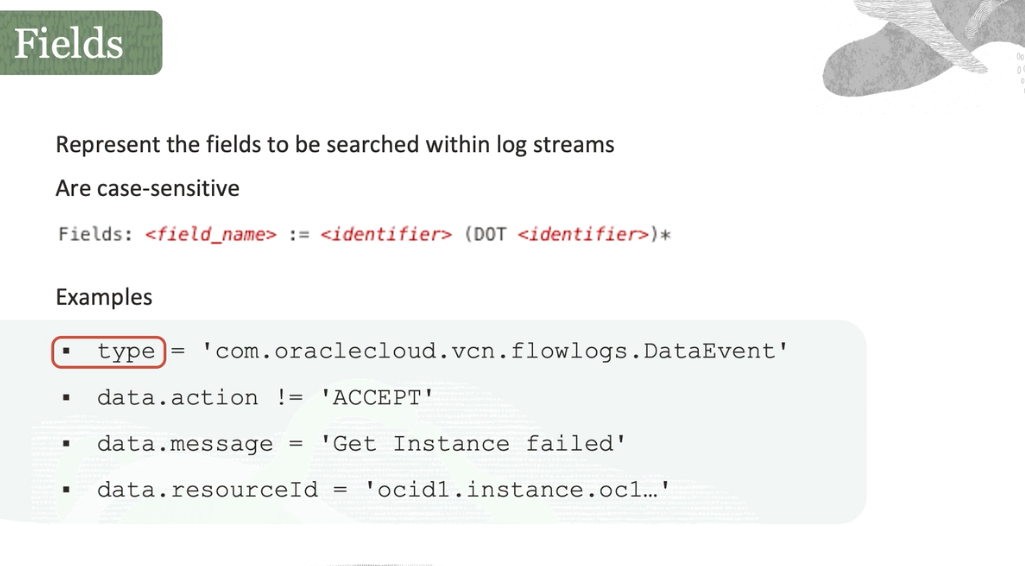 Fields
Represent the fields to be searched within log streams
Are case-sensitive
Fields: <field_name> := <identifier> (DOT <identifier>)*
Examples
▪ type = 'com.oraclecloud.vcn.flowlogs.DataEvent'
▪ data.action != 'ACCEPT'
▪ data.message = 'Get Instance failed'
▪ data.resourceId = 'ocid1.instance.oc1…'